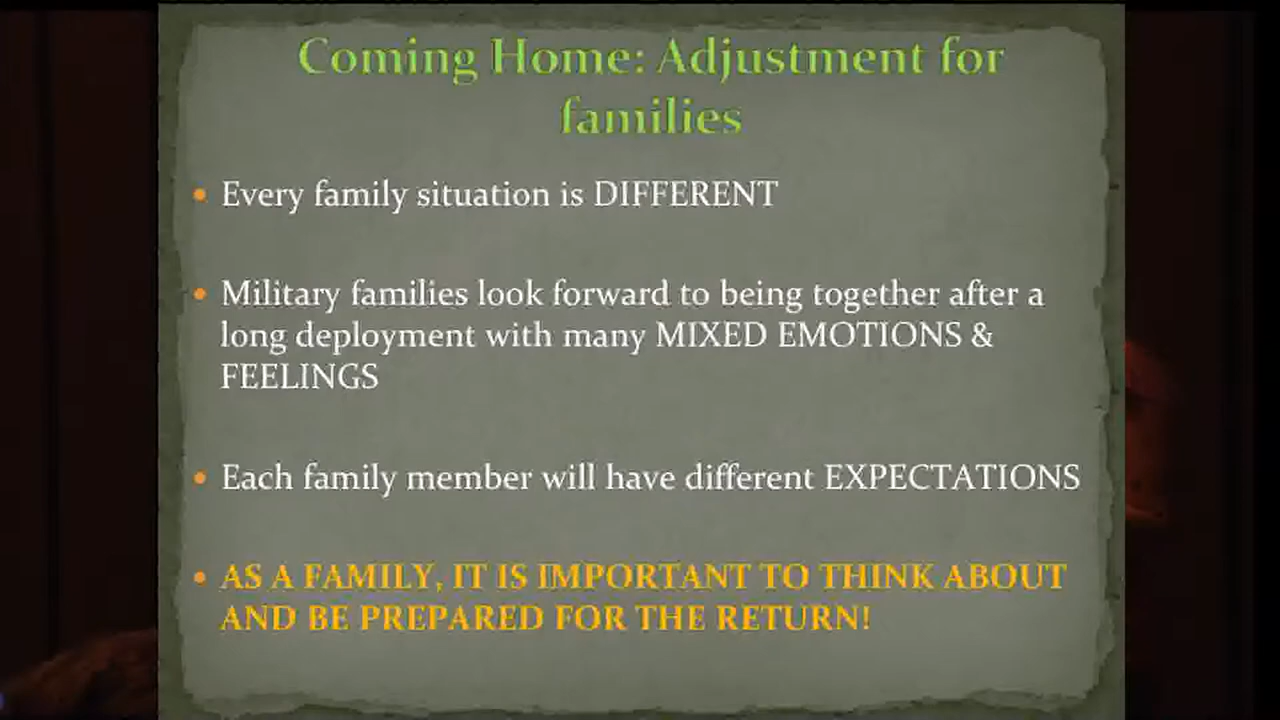 Coming Home: Adjustment for
families
• Every family situation is DIFFERENT
• Military families look forward to being together after a
long deployment with many MIXED EMOTIONS &
FEELINGS
• Each family member will have different EXPECTATIONS
• AS A FAMILY, IT IS IMPORTANT TO THINK ABOUT
AND BE PREPARED FOR THE RETURN!